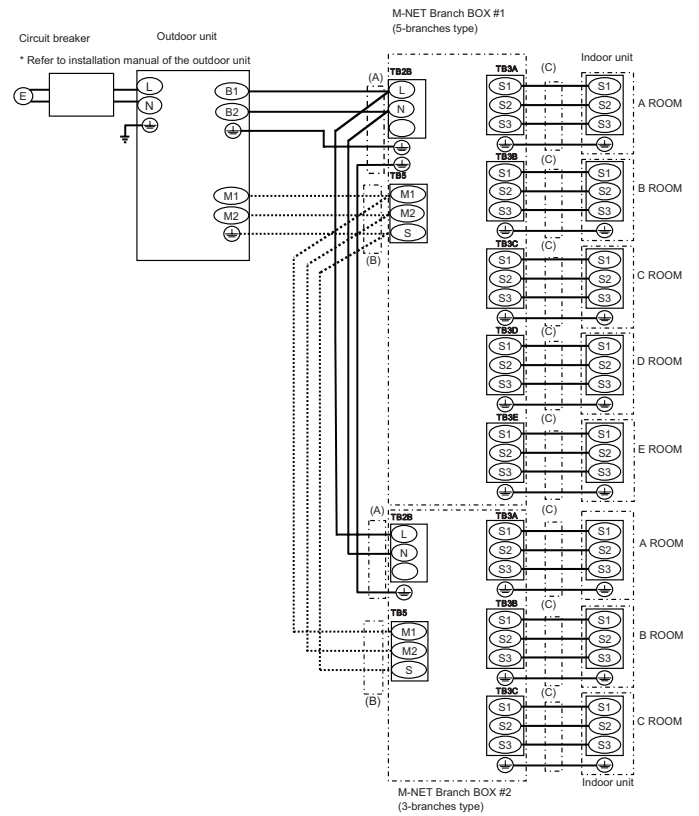 M-NET Branch BOX #1
(5-branches type)
Circuit breaker
Outdoor unit
* Refer to installation manual of the outdoor unit
Indoor unit
E
L
N
B1
B2
M1
M2
(A)
TB2B
L
N
TB5
M1
M2
S
(B)
TB3A
(C)
S1
S2
S3
S1
S2
S3
A ROOM
TB3B
(C)
S1
S2
S3
S1
S2
S3
B ROOM
TB3C
(C)
S1
S2
S3
S1
S2
S3
C ROOM
TB3D
(C)
S1
S2
S3
S1
S2
S3
D ROOM
TB3E
(C)
S1
S2
S3
S1
S2
S3
E ROOM
(A)
TB2B
L
N
TB5
M1
M2
S
(B)
TB3A
(C)
S1
S2
S3
S1
S2
S3
A ROOM
TB3B
(C)
S1
S2
S3
S1
S2
S3
B ROOM
TB3C
(C)
S1
S2
S3
S1
S2
S3
C ROOM
Indoor unit
M-NET Branch BOX #2
(3-branches type)